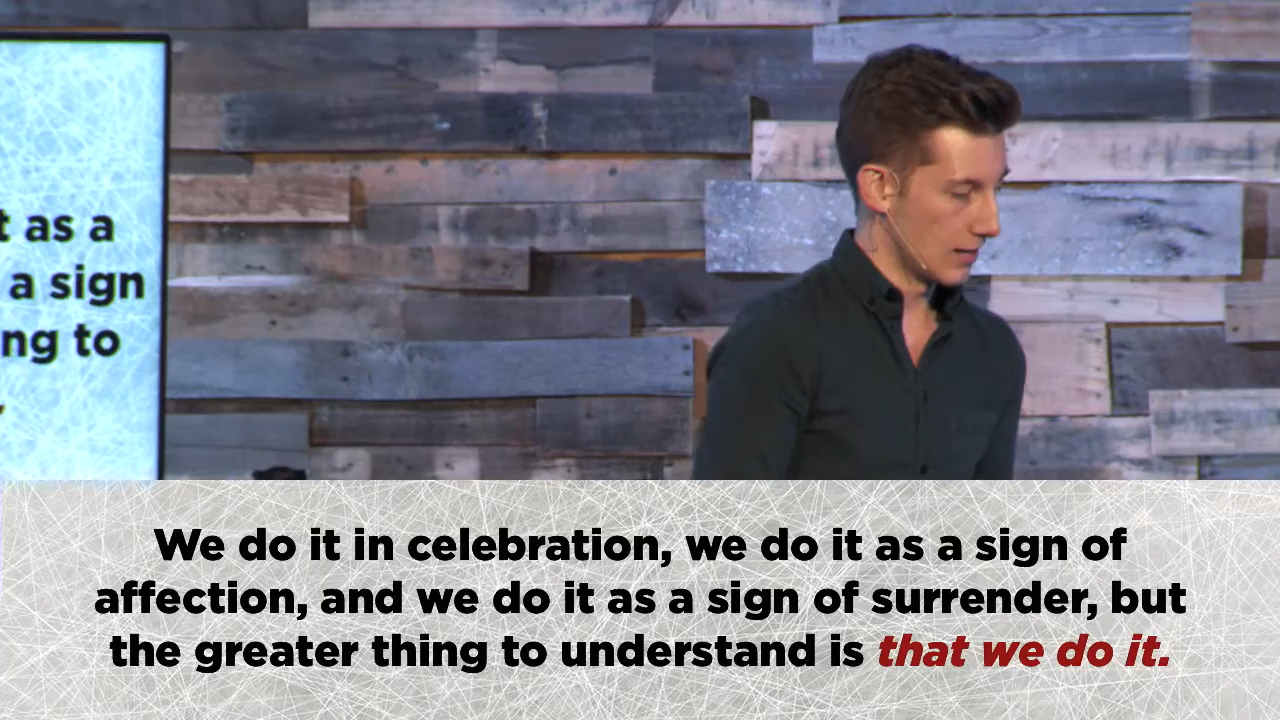 t as a
a sign
ng to
We do it in celebration, we do it as a sign of
affection, and we do it as a sign of surrender, but
the greater thing to understand is that we do it.